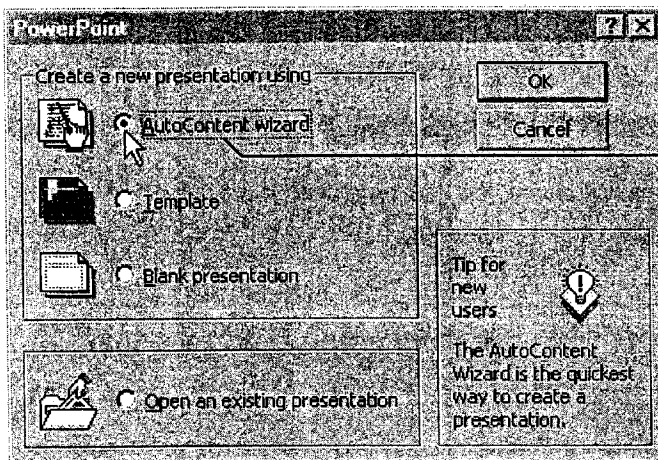 PowerPoint
Create a new presentation using
AutoContent wizard
Template
Blank presentation
Open an existing presentation
OK
Cancel
Tip for
new
users
The AutoContent
Wizard is the quickest
way to create a
presentation.